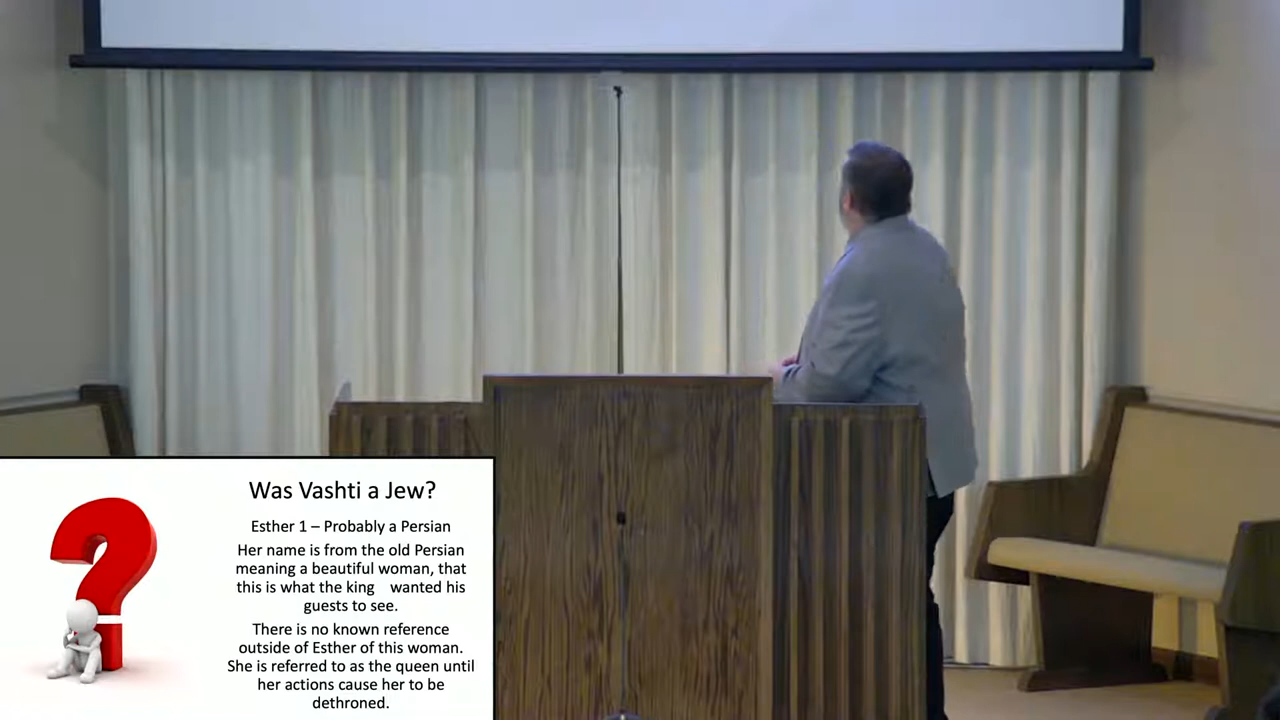 Was Vashti a Jew?
Esther 1 – Probably a Persian
Her name is from the old Persian
meaning a beautiful woman, that
this is what the king wanted his
guests to see.
There is no known reference
outside of Esther of this woman.
She is referred to as the queen until
her actions cause her to be
dethroned.